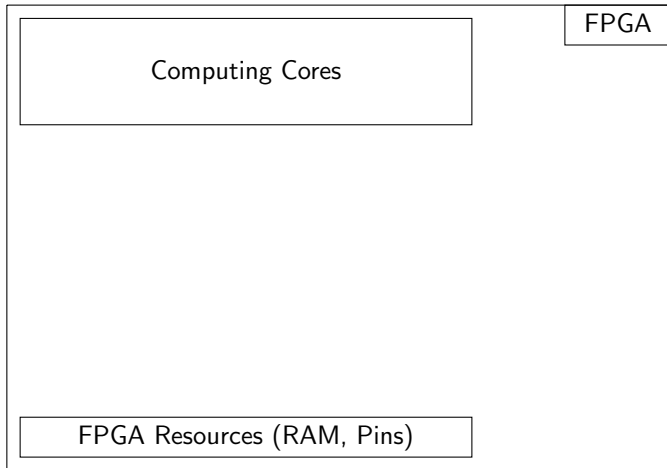 FPGA
Computing Cores
FPGA Resources (RAM, Pins)